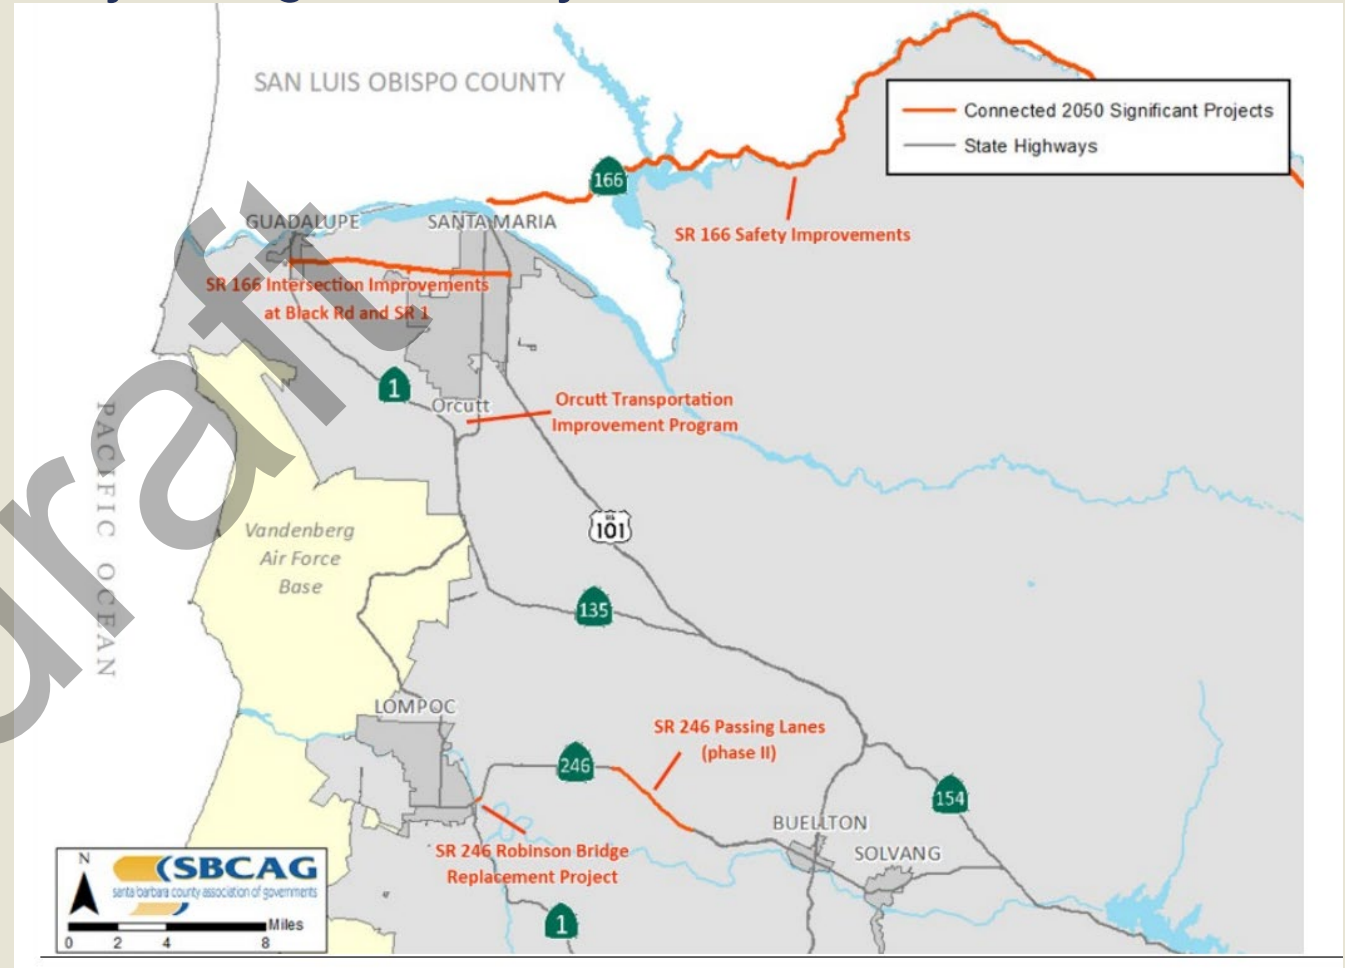 SAN LUIS OBISPO COUNTY
Connected 2050 Significant Projects
State Highways
166
GUADALUPE
SANTA MARIA
SR 166 Safety Improvements
SR 166 Intersection Improvements
at Black Rd and SR 1
1
Orcutt
Orcutt Transportation
Improvement Program
PACIFIC OCEAN
draft
Vandenberg
Air Force
Base
US
101
135
LOMPOC
SR 246 Passing Lanes
(phase II)
246
154
BUELLTON
SOLVANG
SR 246 Robinson Bridge
Replacement Project
1
N
SBCAG
santa barbara county association of governments
Miles
0 2 4 8